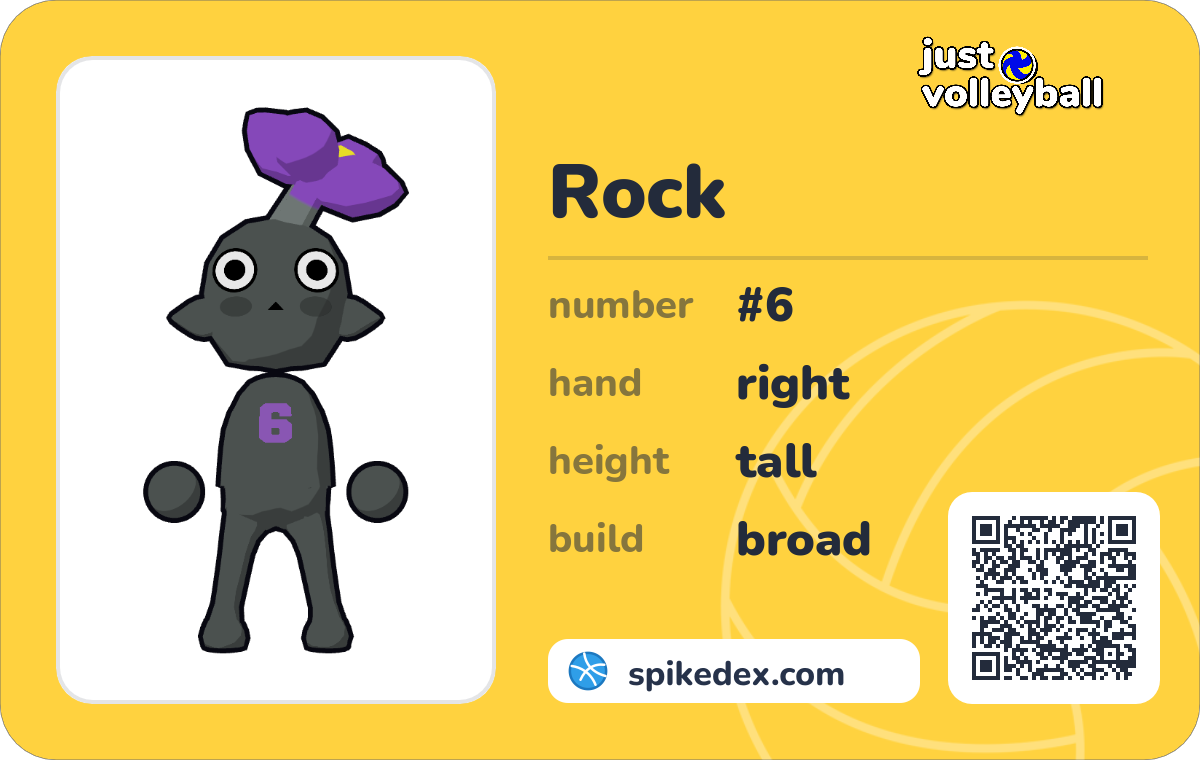 just
volleyball
Rock
number #6
hand right
height tall
build broad
6
spikedex.com